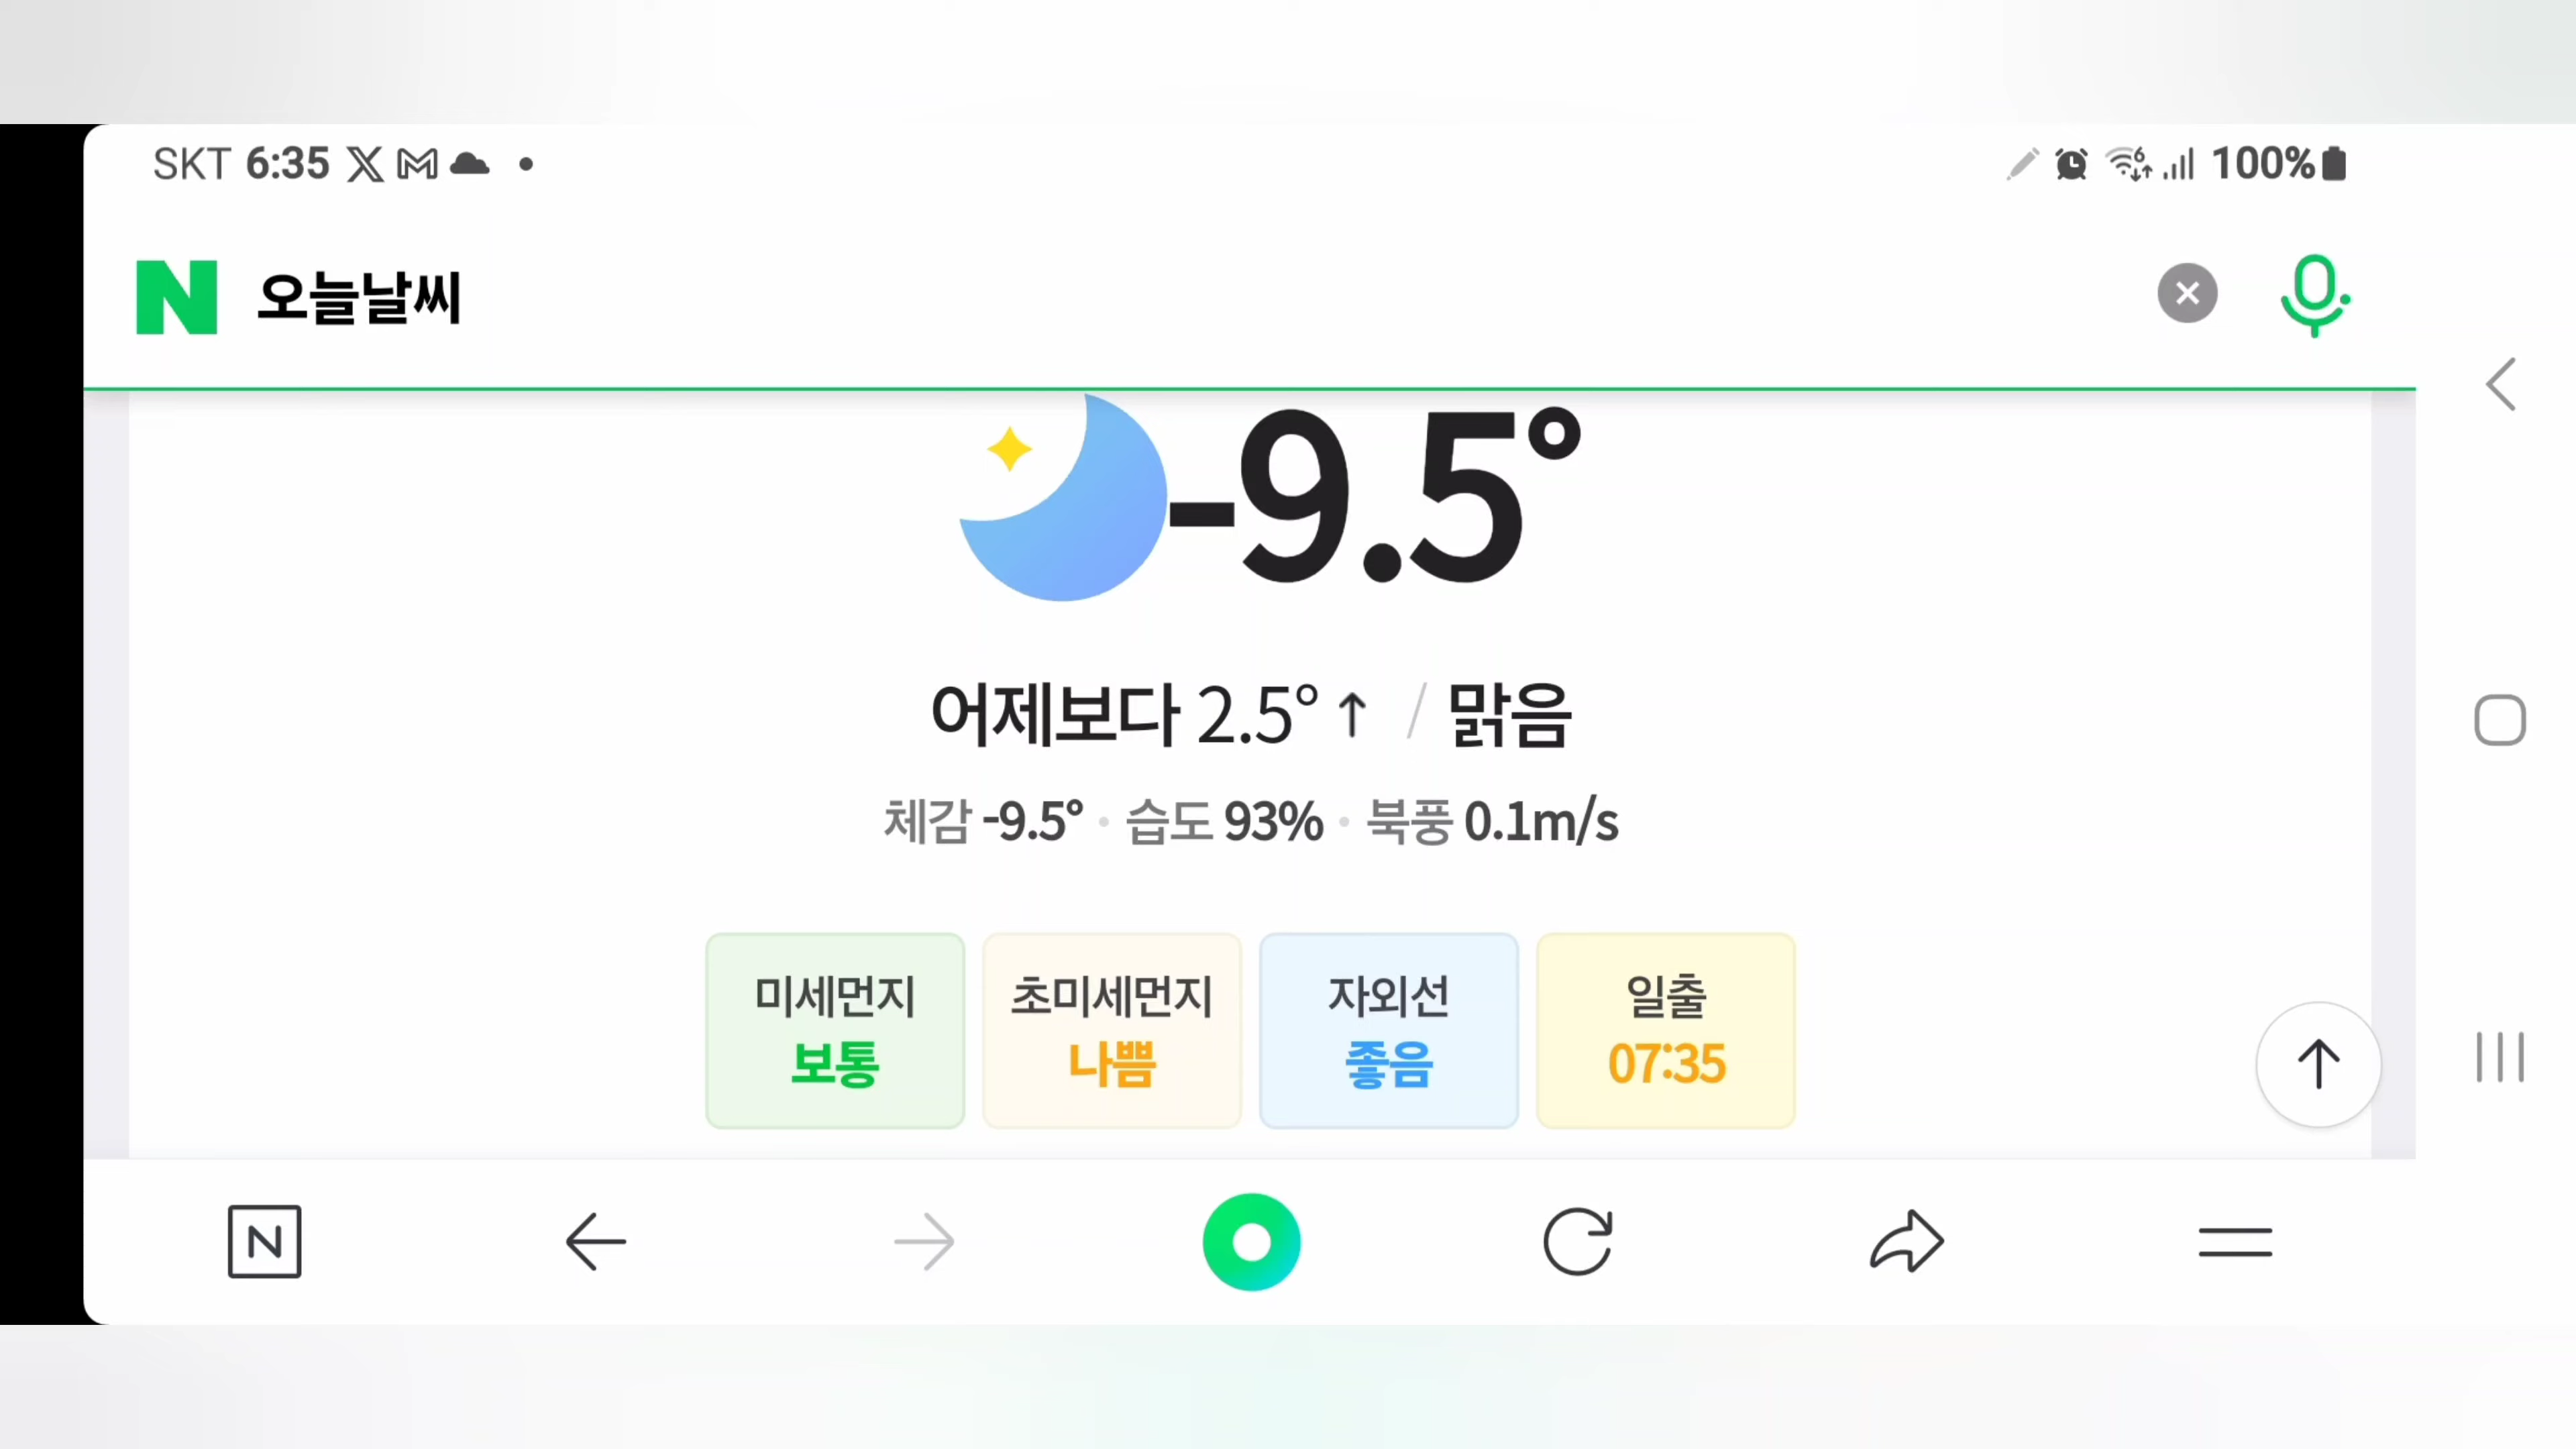 SKT 6:35 100%
N 오늘날씨
-9.5°
어제보다 2.5° ↑ / 맑음
체감 -9.5° · 습도 93% · 북풍 0.1m/s
미세먼지 초미세먼지 자외선 일출
보통 나쁨 좋음 07:35
N